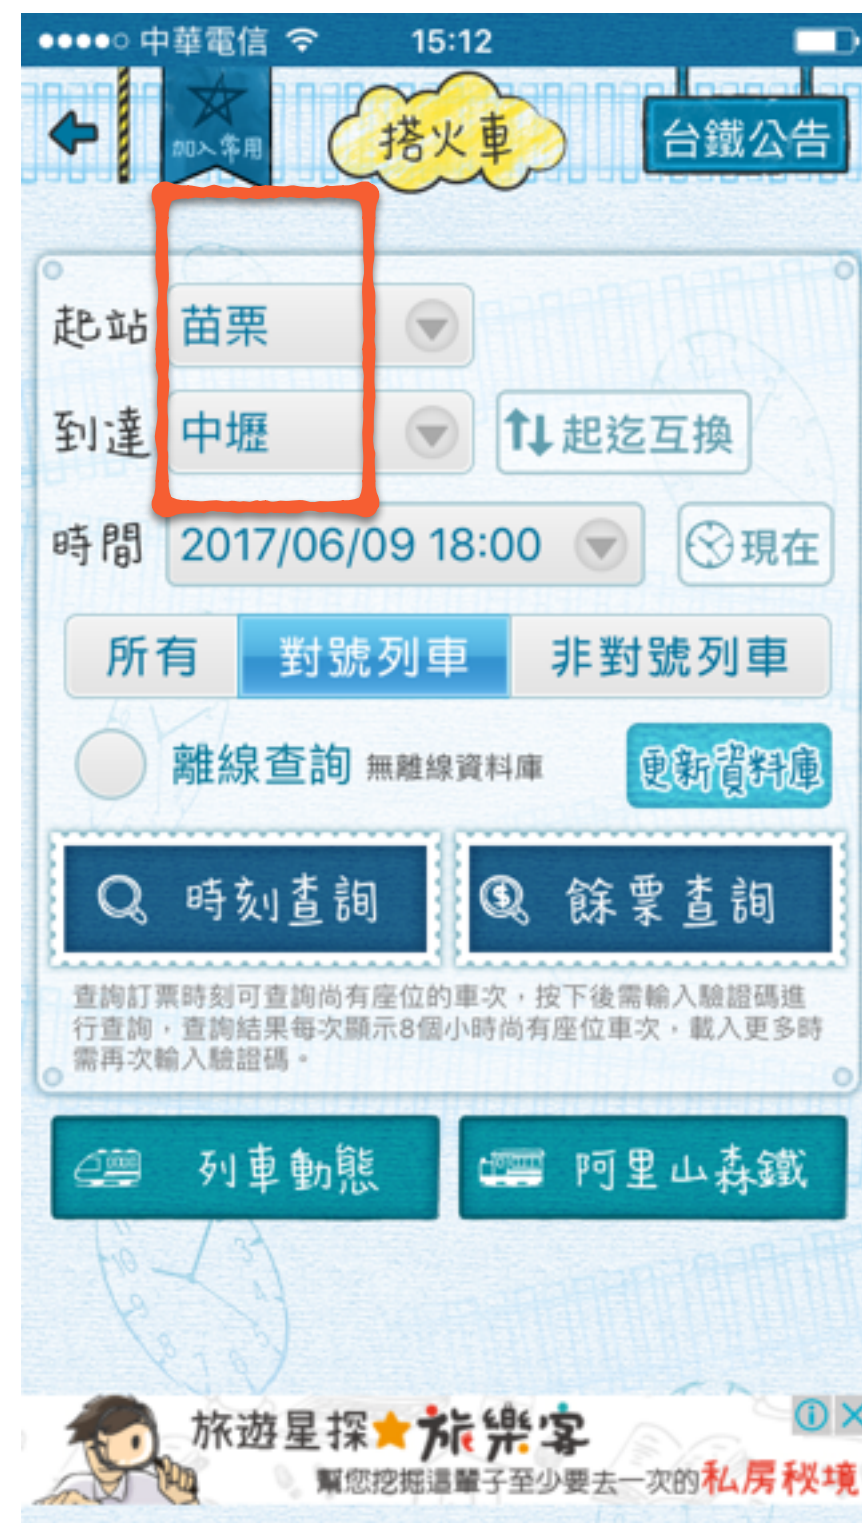 中華電信 15:12
加入常用 搭火車 台鐵公告
起站 苗栗
到達 中壢 起迄互換
時間 2017/06/09 18:00 現在
所有 對號列車 非對號列車
離線查詢 無離線資料庫 更新資料庫
時刻查詢 餘票查詢
查詢訂票時刻可查詢尚有座位的車次，按下後需輸入驗證碼進
行查詢，查詢結果每次顯示8個小時尚有座位車次，載入更多時
需再次輸入驗證碼。
列車動態 阿里山森鐵
旅遊星探★旅樂客
幫您挖掘這輩子至少要去一次的私房秘境